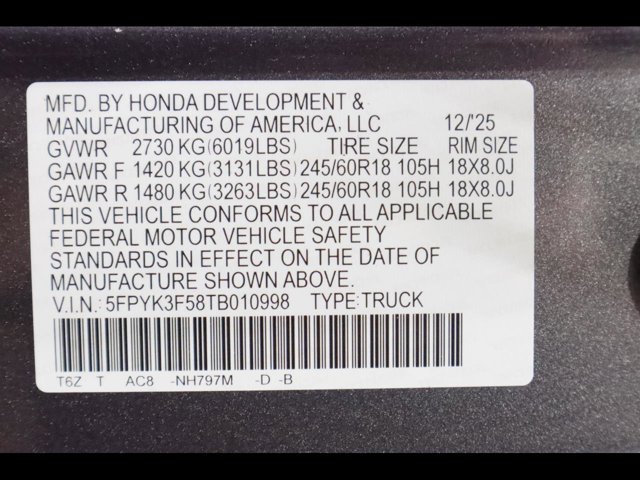 MFD. BY HONDA DEVELOPMENT &
MANUFACTURING OF AMERICA, LLC 12/'25
GVWR 2730 KG(6019LBS) TIRE SIZE RIM SIZE
GAWR F 1420 KG(3131LBS) 245/60R18 105H 18X8.0J
GAWR R 1480 KG(3263LBS) 245/60R18 105H 18X8.0J
THIS VEHICLE CONFORMS TO ALL APPLICABLE
FEDERAL MOTOR VEHICLE SAFETY
STANDARDS IN EFFECT ON THE DATE OF
MANUFACTURE SHOWN ABOVE.
V.I.N.: 5FPYK3F58TB010998 TYPE:TRUCK
T6Z T AC8 -NH797M -D -B